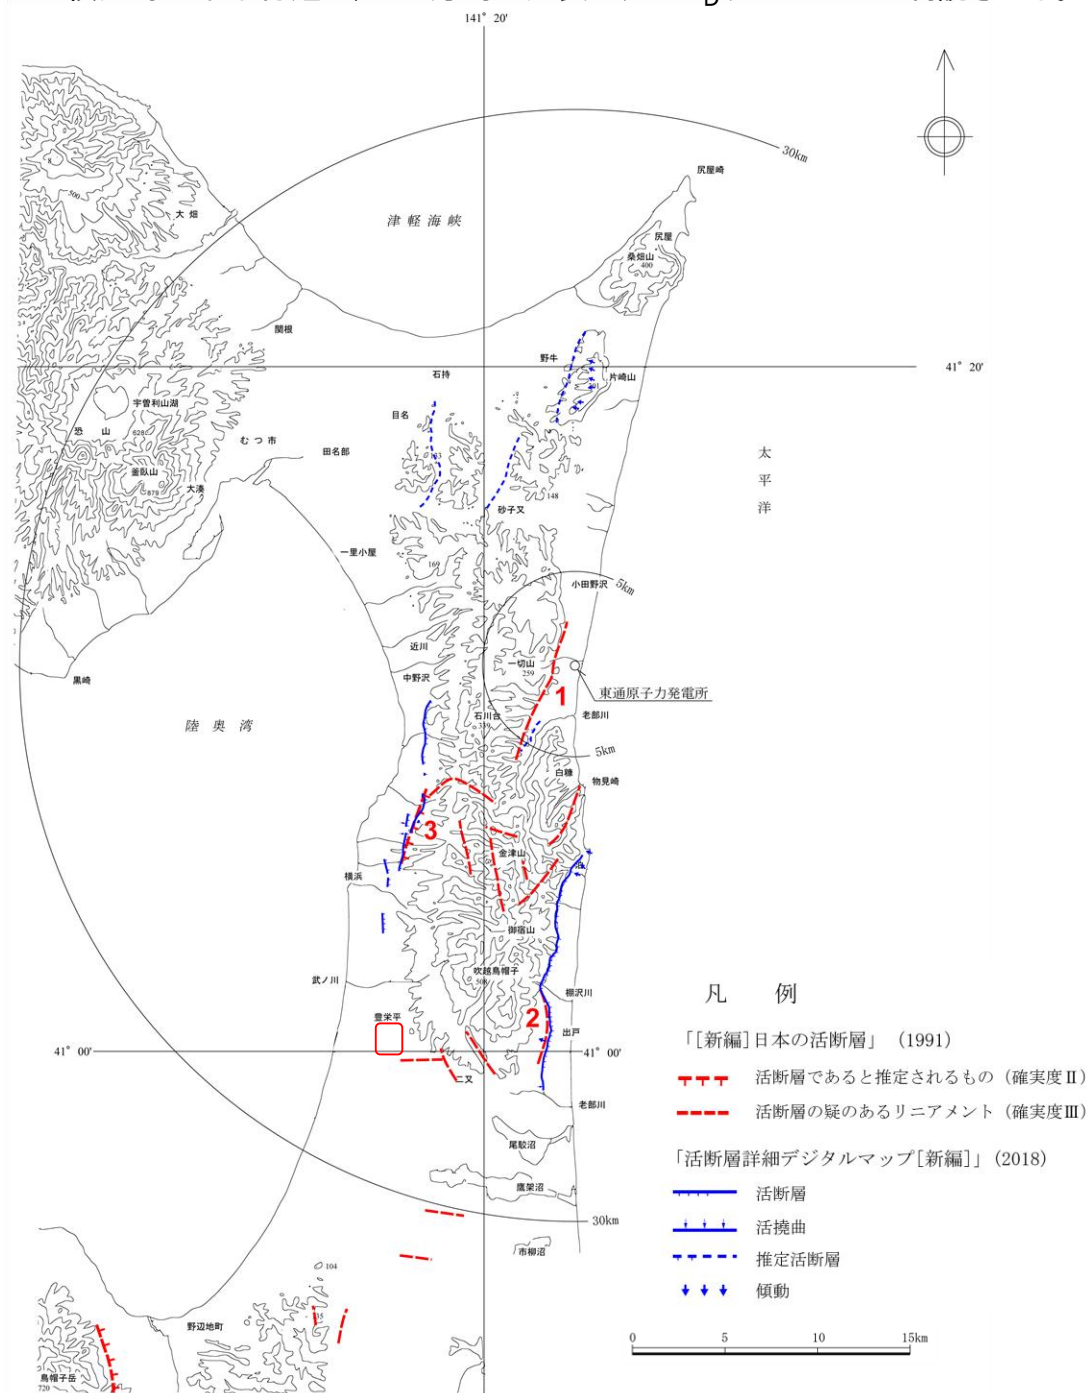 141° 20'
30km
尻屋崎
大畑
500
津軽海峡
尻屋
桑畑山
400
関根
野牛
石持
片崎山
41° 20'
宇曽利山湖
目名
恐山
628
むつ市
田名部
釜臥山
879
大湊
148
砂子又
太平洋
一里小屋
169
小田野沢
5km
近川
一切山
259
中野沢
黒崎
東通原子力発電所
1
陸奥湾
石川台
老部川
5km
白糠
物見崎
3
金津山
横浜
御宿山
吹越烏帽子
508
武ノ川
棚沢川
豊栄平
2
出戸
41° 00'
41° 00'
二又
老部川
尾駮沼
鷹架沼
30km
市柳沼
104
野辺地町
烏帽子岳
720
凡例
「[新編]日本の活断層」(1991)
活断層であると推定されるもの(確実度Ⅱ)
活断層の疑のあるリニアメント(確実度Ⅲ)
「活断層詳細デジタルマップ[新編]」(2018)
活断層
活撓曲
推定活断層
傾動
0 5 10 15km